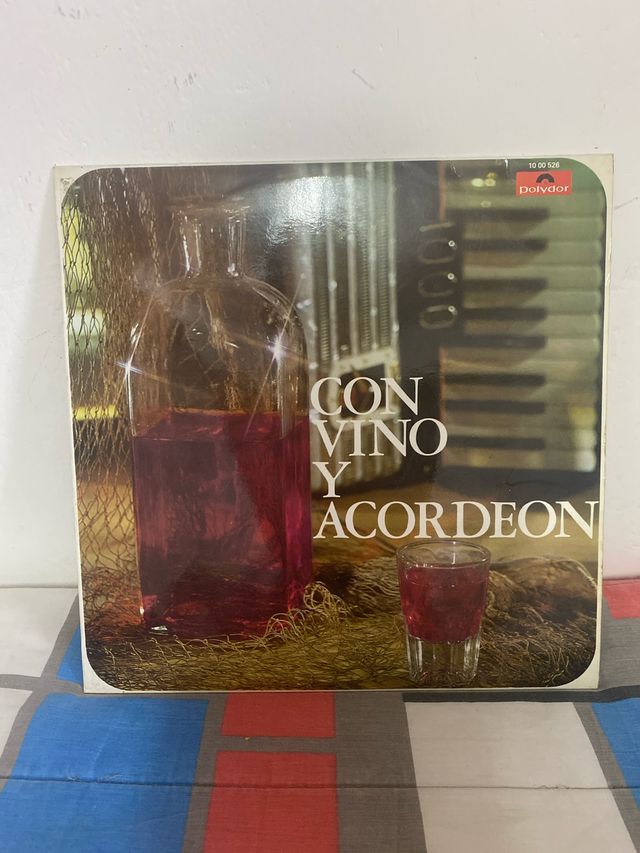 10 00 526
polydor
CON
VINO
Y
ACORDEON